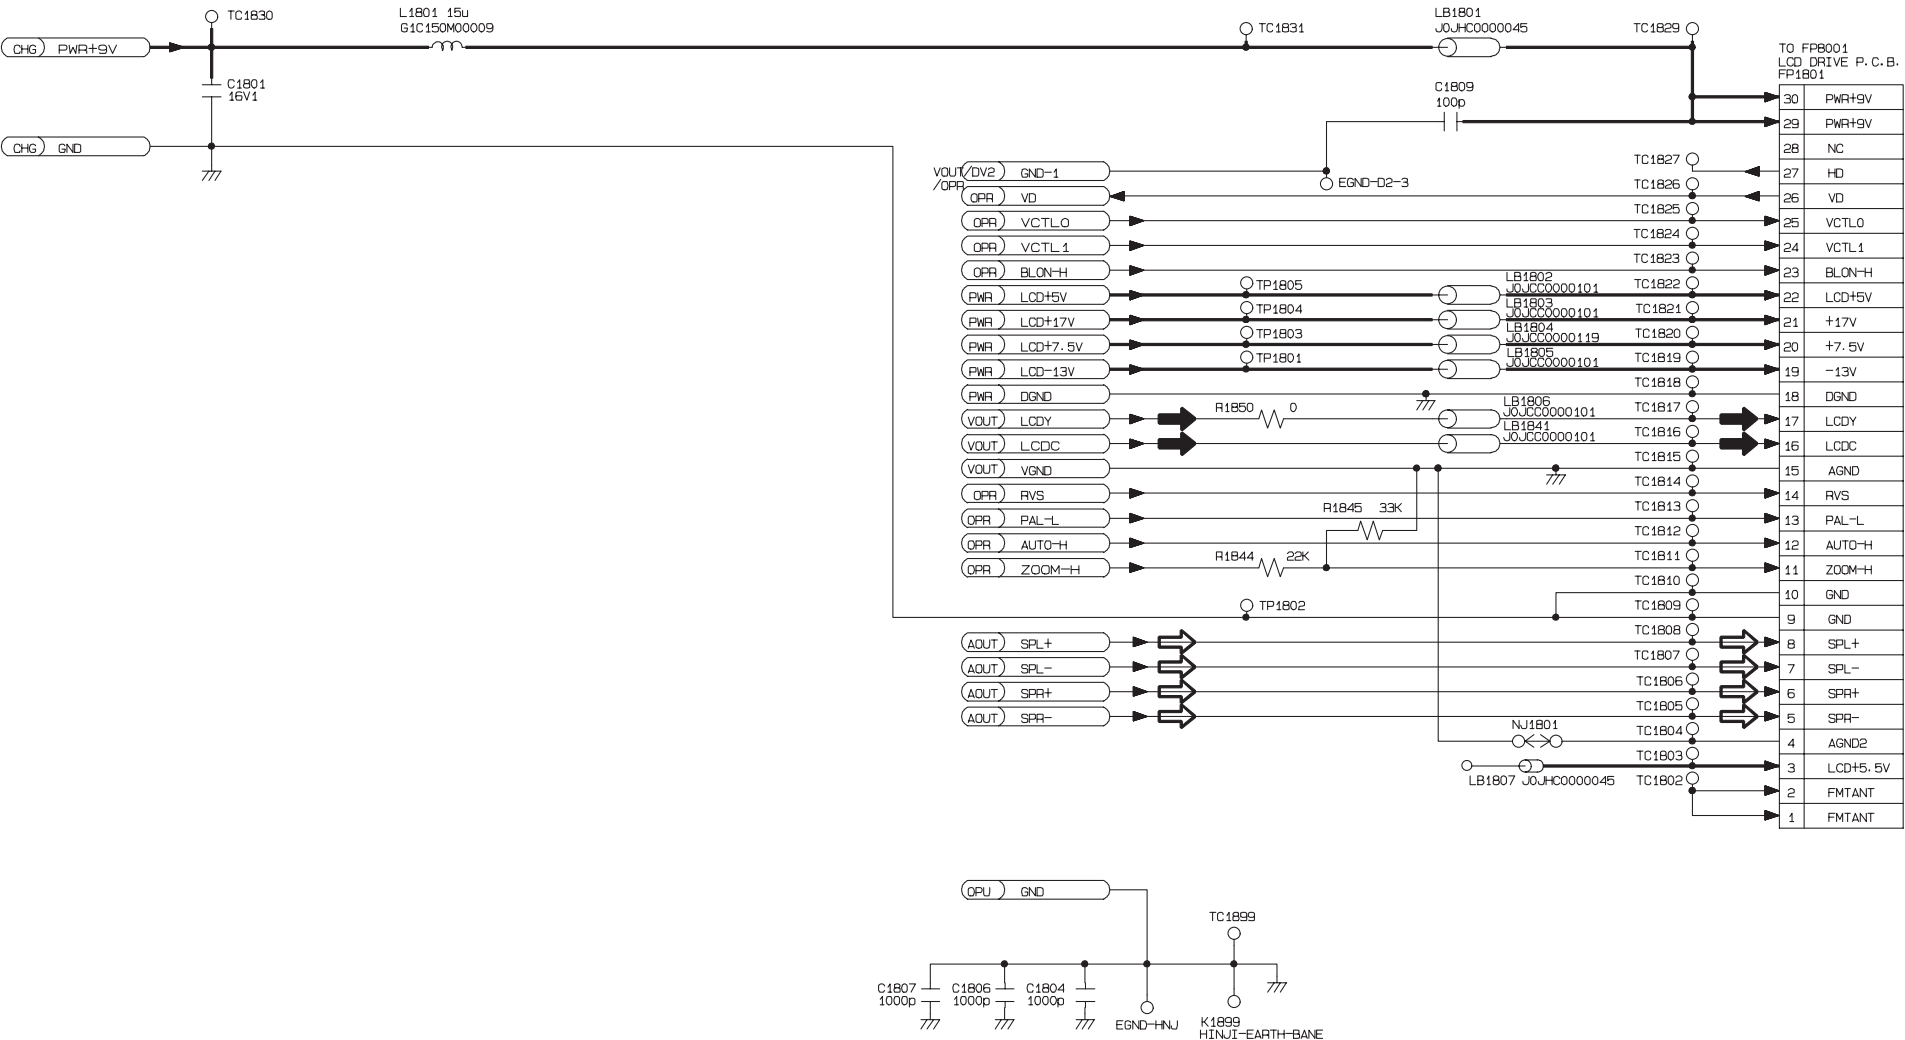 TC1830
L1801 15u
G1C150M00009
TC1831
LB1801
J0JHC0000045
TC1829
CHG PWR+9V
TO FP8001
LCD DRIVE P.C.B.
FP1801
C1801
16V1
C1809
100p
30 PWR+9V
29 PWR+9V
CHG GND
28 NC
TC1827
VOUT/DV2 GND-1
/OPR
27 HD
EGND-D2-3
TC1826
OPR VD
26 VD
TC1825
OPR VCTL0
25 VCTL0
TC1824
OPR VCTL1
24 VCTL1
TC1823
OPR BLON-H
23 BLON-H
TP1805
LB1802
J0JCC0000101
TC1822
PWR LCD+5V
22 LCD+5V
TP1804
LB1803
J0JCC0000101
TC1821
PWR LCD+17V
21 +17V
TP1803
LB1804
J0JCC0000119
TC1820
PWR LCD+7.5V
20 +7.5V
TP1801
LB1805
J0JCC0000101
TC1819
PWR LCD-13V
19 -13V
TC1818
PWR DGND
18 DGND
R1850 0
LB1806
J0JCC0000101
TC1817
VOUT LCDY
17 LCDY
LB1841
J0JCC0000101
TC1816
VOUT LCDC
16 LCDC
TC1815
VOUT VGND
15 AGND
TC1814
OPR RVS
14 RVS
R1845 33K
TC1813
OPR PAL-L
13 PAL-L
TC1812
OPR AUTO-H
12 AUTO-H
R1844 22K
TC1811
OPR ZOOM-H
11 ZOOM-H
TC1810
10 GND
TP1802
TC1809
9 GND
TC1808
AOUT SPL+
8 SPL+
TC1807
AOUT SPL-
7 SPL-
TC1806
AOUT SPR+
6 SPR+
TC1805
AOUT SPR-
5 SPR-
NJ1801
TC1804
4 AGND2
TC1803
3 LCD+5.5V
LB1807 J0JHC0000045
TC1802
2 FMTANT
1 FMTANT
OPU GND
TC1899
C1807
1000p
C1806
1000p
C1804
1000p
EGND-HNJ
K1899
HINJI-EARTH-BANE